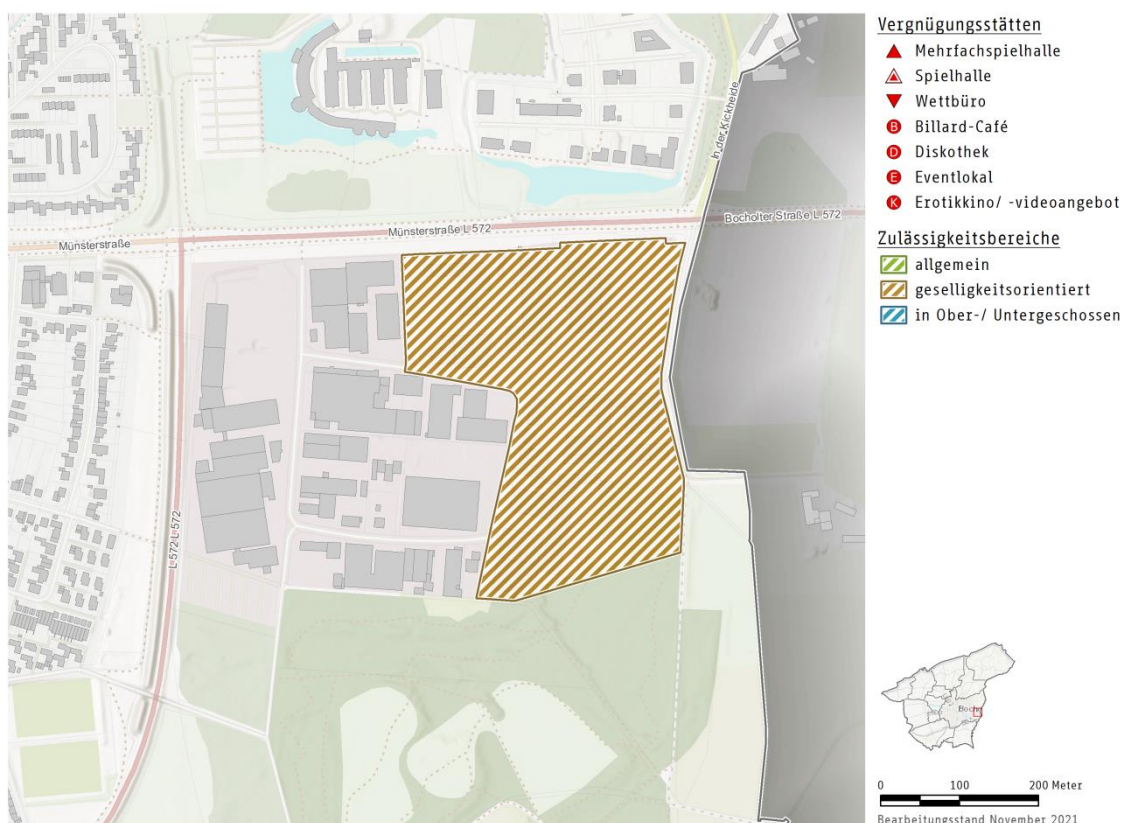 Vergnügungsstätten
Mehrfachspielhalle
Spielhalle
Wettbüro
B Billard-Café
D Diskothek
E Eventlokal
K Erotikkino/ -videoangebot
Zulässigkeitsbereiche
allgemein
geselligkeitsorientiert
in Ober-/ Untergeschossen
In der Kickheide
Münsterstraße
Münsterstraße L 572
Bocholter Straße L 572
L 572 L 572
0 100 200 Meter
Bearbeitungsstand November 2021